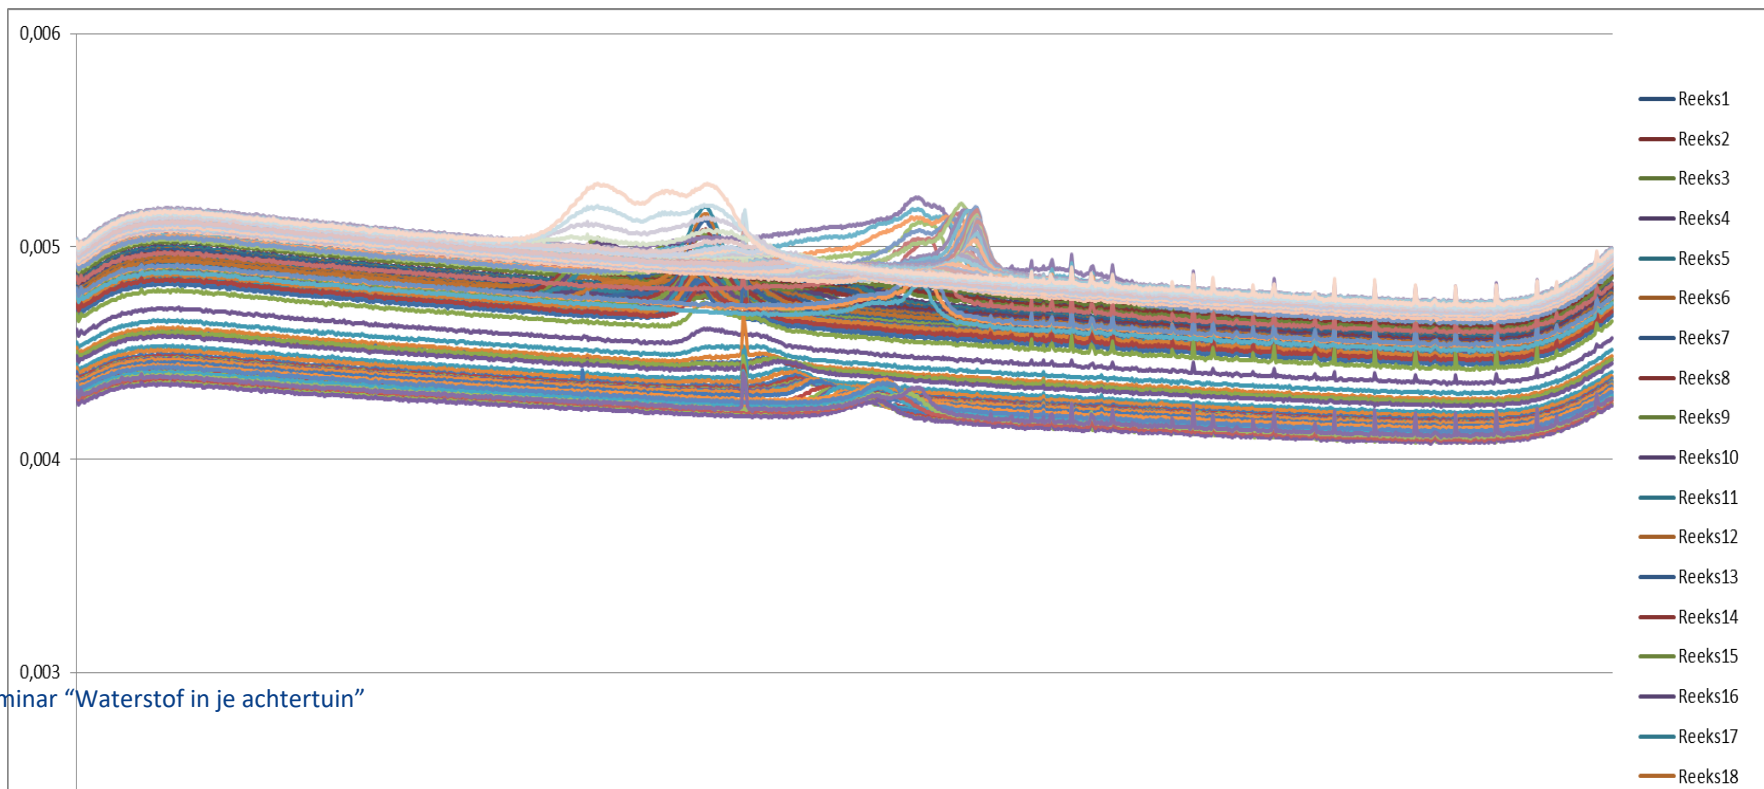 0,006
0,005
0,004
0,003
minar “Waterstof in je achtertuin”
Reeks1
Reeks2
Reeks3
Reeks4
Reeks5
Reeks6
Reeks7
Reeks8
Reeks9
Reeks10
Reeks11
Reeks12
Reeks13
Reeks14
Reeks15
Reeks16
Reeks17
Reeks18